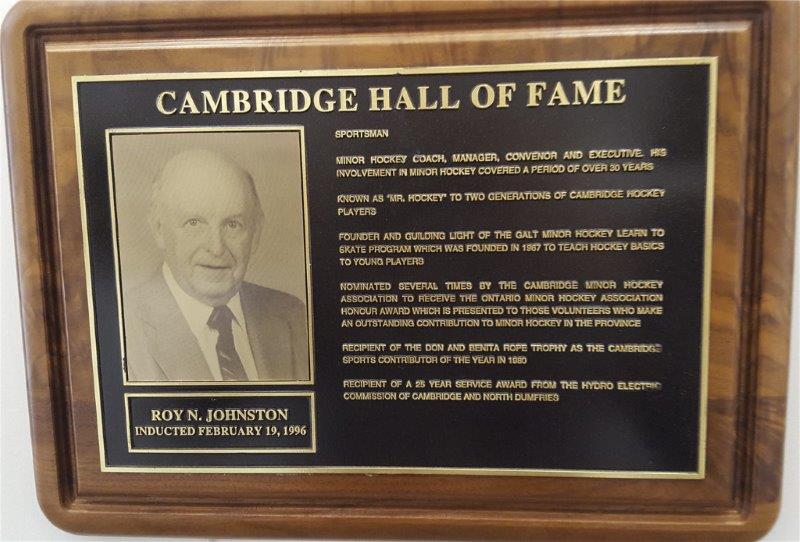 CAMBRIDGE HALL OF FAME
SPORTSMAN
MINOR HOCKEY COACH, MANAGER, CONVENOR AND EXECUTIVE. HIS
INVOLVEMENT IN MINOR HOCKEY COVERED A PERIOD OF OVER 30 YEARS
KNOWN AS "MR. HOCKEY" TO TWO GENERATIONS OF CAMBRIDGE HOCKEY
PLAYERS
FOUNDER AND GUILDING LIGHT OF THE GALT MINOR HOCKEY LEARN TO
SKATE PROGRAM WHICH WAS FOUNDED IN 1967 TO TEACH HOCKEY BASICS
TO YOUNG PLAYERS
NOMINATED SEVERAL TIMES BY THE CAMBRIDGE MINOR HOCKEY
ASSOCIATION TO RECEIVE THE ONTARIO MINOR HOCKEY ASSOCIATION
HONOUR AWARD WHICH IS PRESENTED TO THOSE VOLUNTEERS WHO MAKE
AN OUTSTANDING CONTRIBUTION TO MINOR HOCKEY IN THE PROVINCE
RECIPIENT OF THE DON AND BENITA ROPE TROPHY AS THE CAMBRIDGE
SPORTS CONTRIBUTOR OF THE YEAR IN 1980
RECIPIENT OF A 25 YEAR SERVICE AWARD FROM THE HYDRO ELECTRIC
COMMISSION OF CAMBRIDGE AND NORTH DUMFRIES
ROY N. JOHNSTON
INDUCTED FEBRUARY 19, 1996